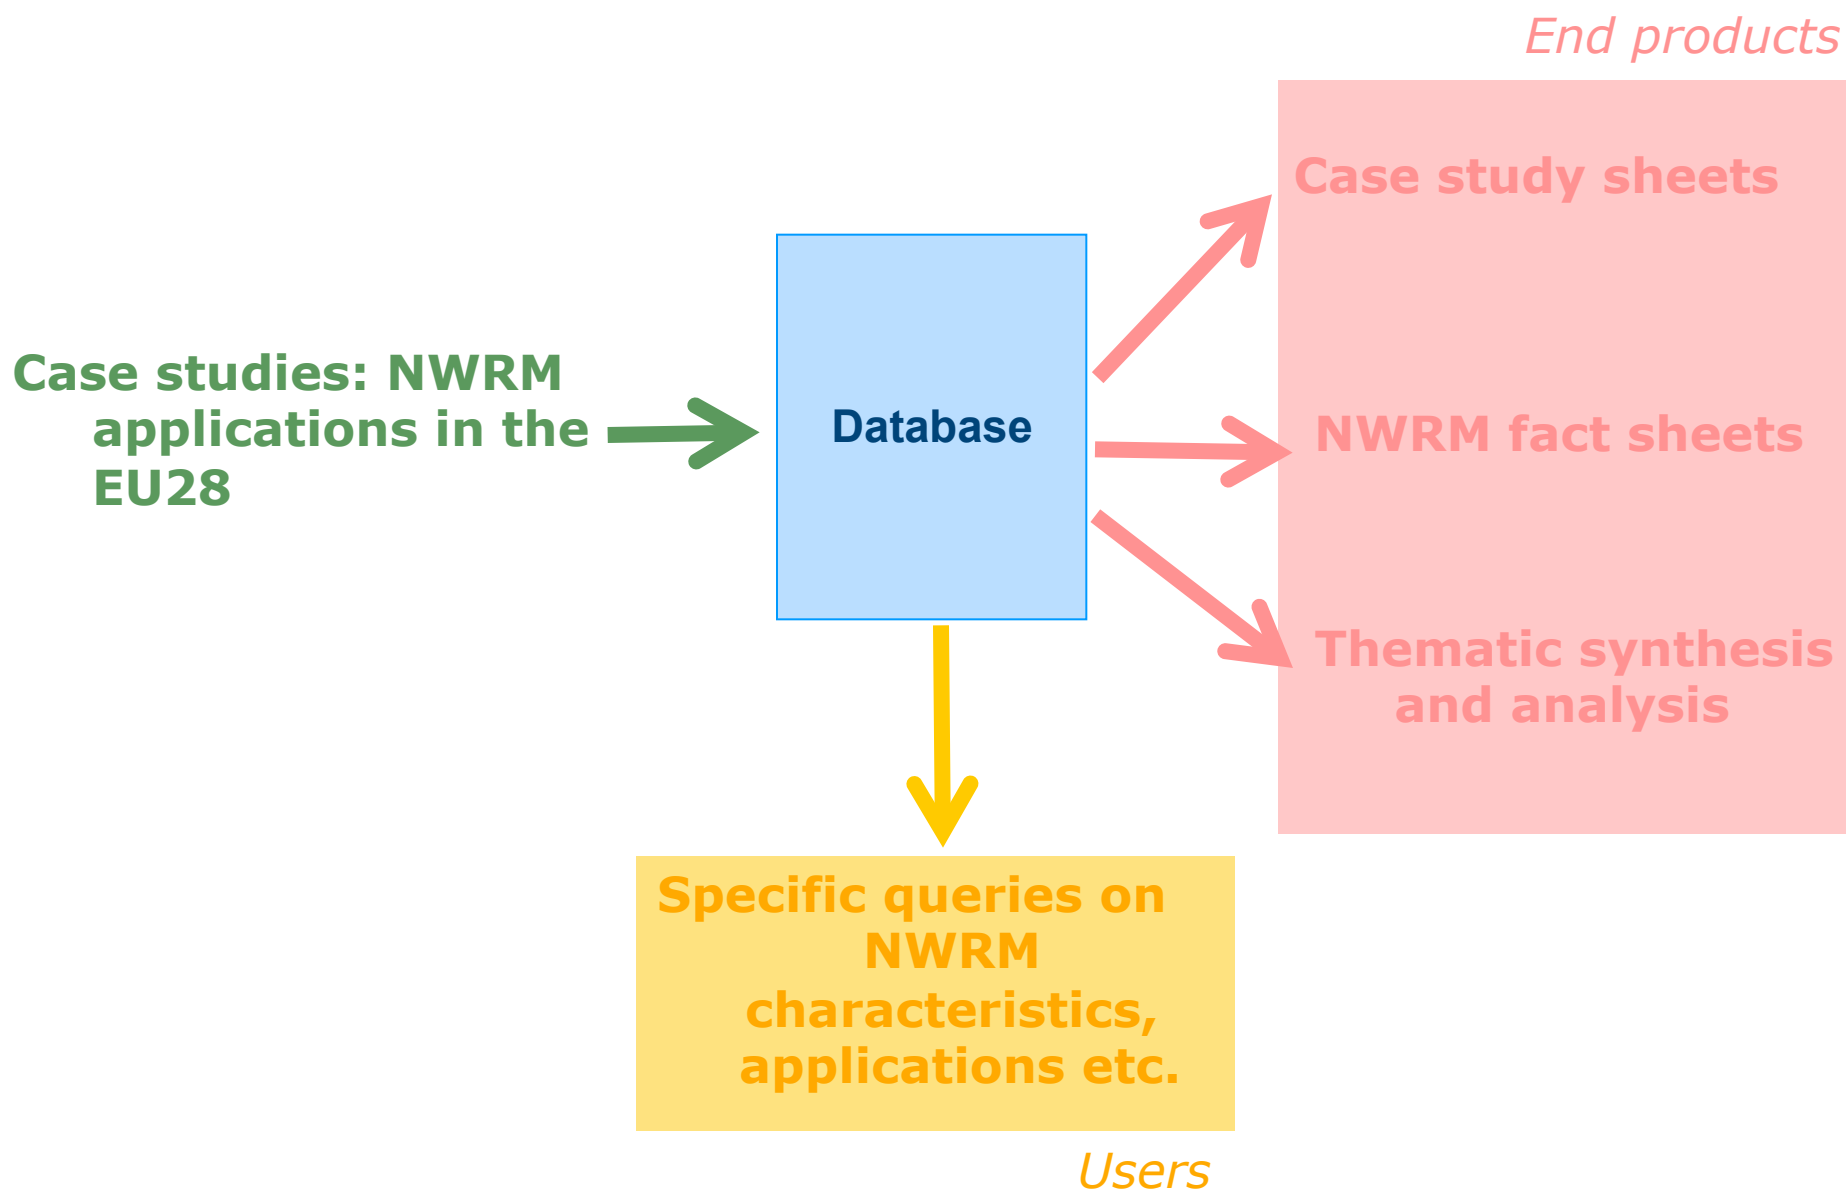 End products
Case study sheets
Case studies: NWRM
applications in the
EU28
Database
NWRM fact sheets
Thematic synthesis
and analysis
Specific queries on
NWRM
characteristics,
applications etc.
Users